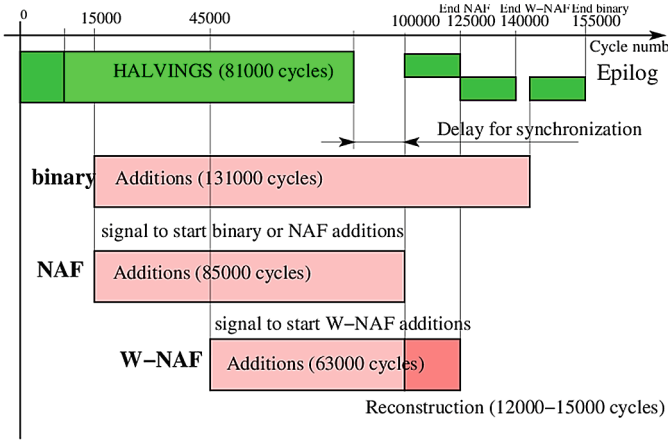 End NAF End W-NAF End binary
0 15000 45000 100000 125000 140000 155000
Cycle numb
HALVINGS (81000 cycles)
Epilog
Delay for synchronization
binary Additions (131000 cycles)
signal to start binary or NAF additions
NAF Additions (85000 cycles)
signal to start W-NAF additions
W-NAF Additions (63000 cycles)
Reconstruction (12000-15000 cycles)